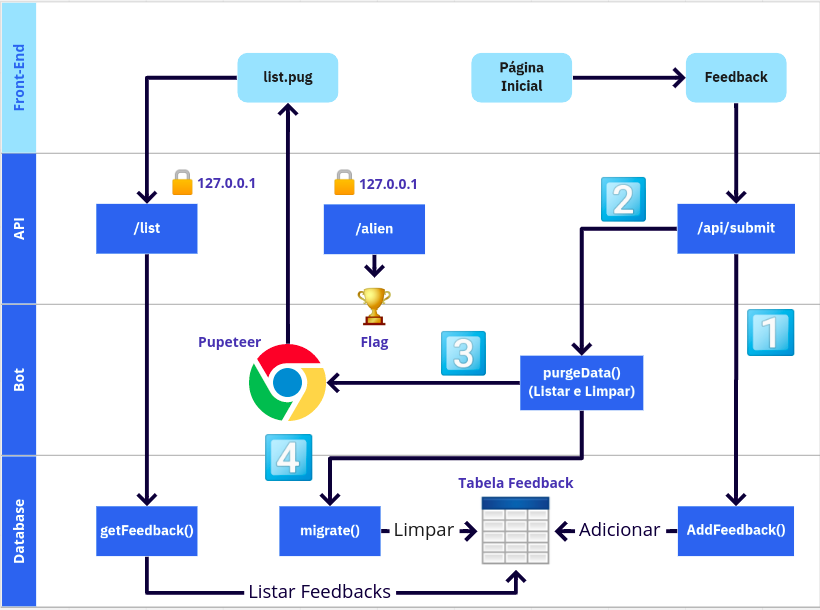 Front-End
list.pug
Página
Inicial
Feedback
API
127.0.0.1
127.0.0.1
/list
/alien
2
/api/submit
1
Bot
Pupeteer
Flag
3
purgeData()
(Listar e Limpar)
4
Database
Tabela Feedback
getFeedback()
migrate()
Limpar
Adicionar
AddFeedback()
Listar Feedbacks